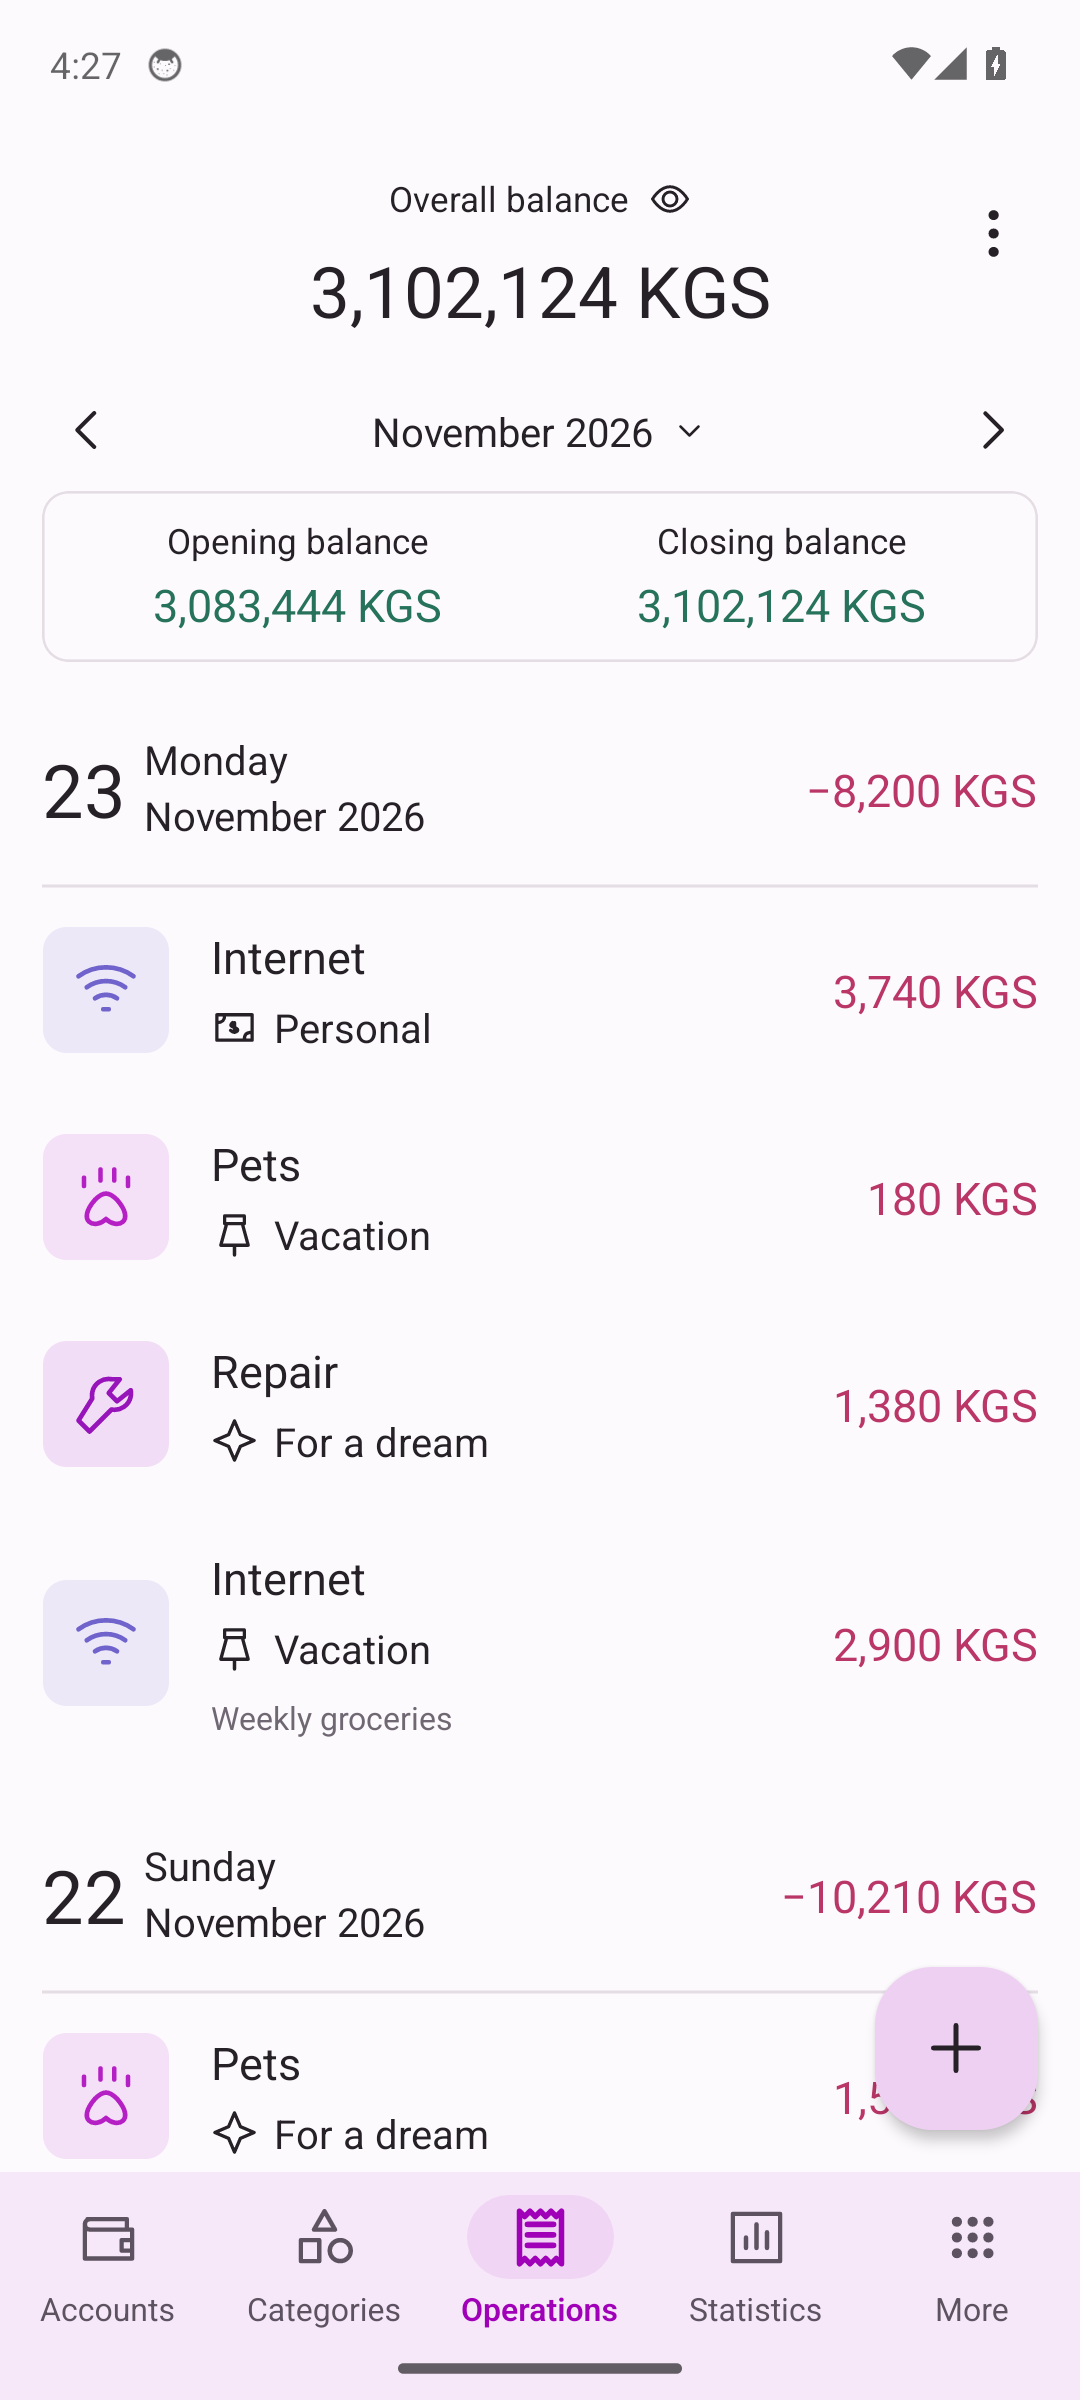 4:27
Overall balance
3,102,124 KGS
November 2026
Opening balance
Closing balance
3,083,444 KGS
3,102,124 KGS
23
Monday
November 2026
−8,200 KGS
Internet
Personal
3,740 KGS
Pets
Vacation
180 KGS
Repair
For a dream
1,380 KGS
Internet
Vacation
Weekly groceries
2,900 KGS
22
Sunday
November 2026
−10,210 KGS
Pets
For a dream
Accounts
Categories
Operations
Statistics
More